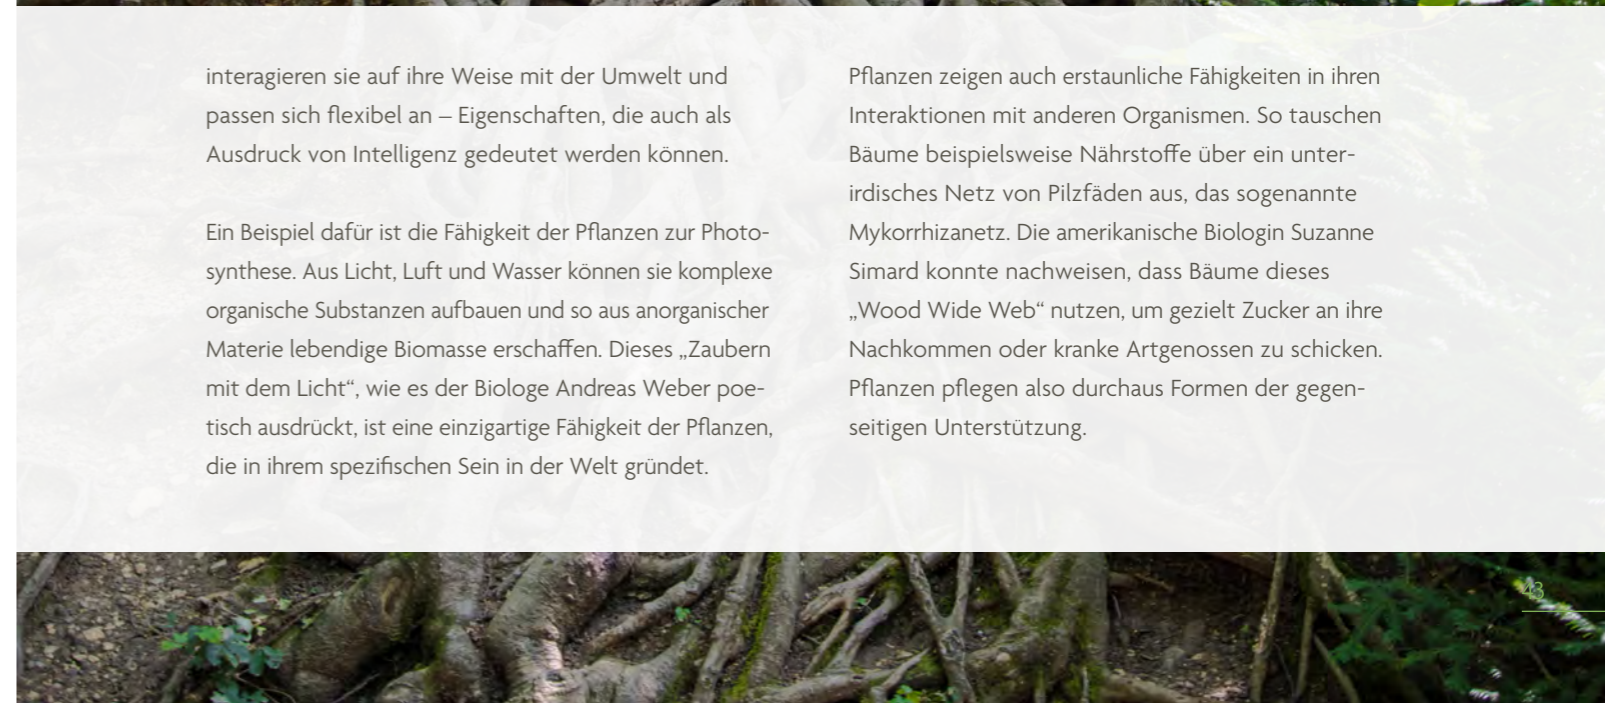 interagieren sie auf ihre Weise mit der Umwelt und
passen sich flexibel an – Eigenschaften, die auch als
Ausdruck von Intelligenz gedeutet werden können.
Ein Beispiel dafür ist die Fähigkeit der Pflanzen zur Photo-
synthese. Aus Licht, Luft und Wasser können sie komplexe
organische Substanzen aufbauen und so aus anorganischer
Materie lebendige Biomasse erschaffen. Dieses „Zaubern
mit dem Licht“, wie es der Biologe Andreas Weber poe-
tisch ausdrückt, ist eine einzigartige Fähigkeit der Pflanzen,
die in ihrem spezifischen Sein in der Welt gründet.
Pflanzen zeigen auch erstaunliche Fähigkeiten in ihren
Interaktionen mit anderen Organismen. So tauschen
Bäume beispielsweise Nährstoffe über ein unter-
irdisches Netz von Pilzfäden aus, das sogenannte
Mykorrhizanetz. Die amerikanische Biologin Suzanne
Simard konnte nachweisen, dass Bäume dieses
„Wood Wide Web“ nutzen, um gezielt Zucker an ihre
Nachkommen oder kranke Artgenossen zu schicken.
Pflanzen pflegen also durchaus Formen der gegen-
seitigen Unterstützung.
43